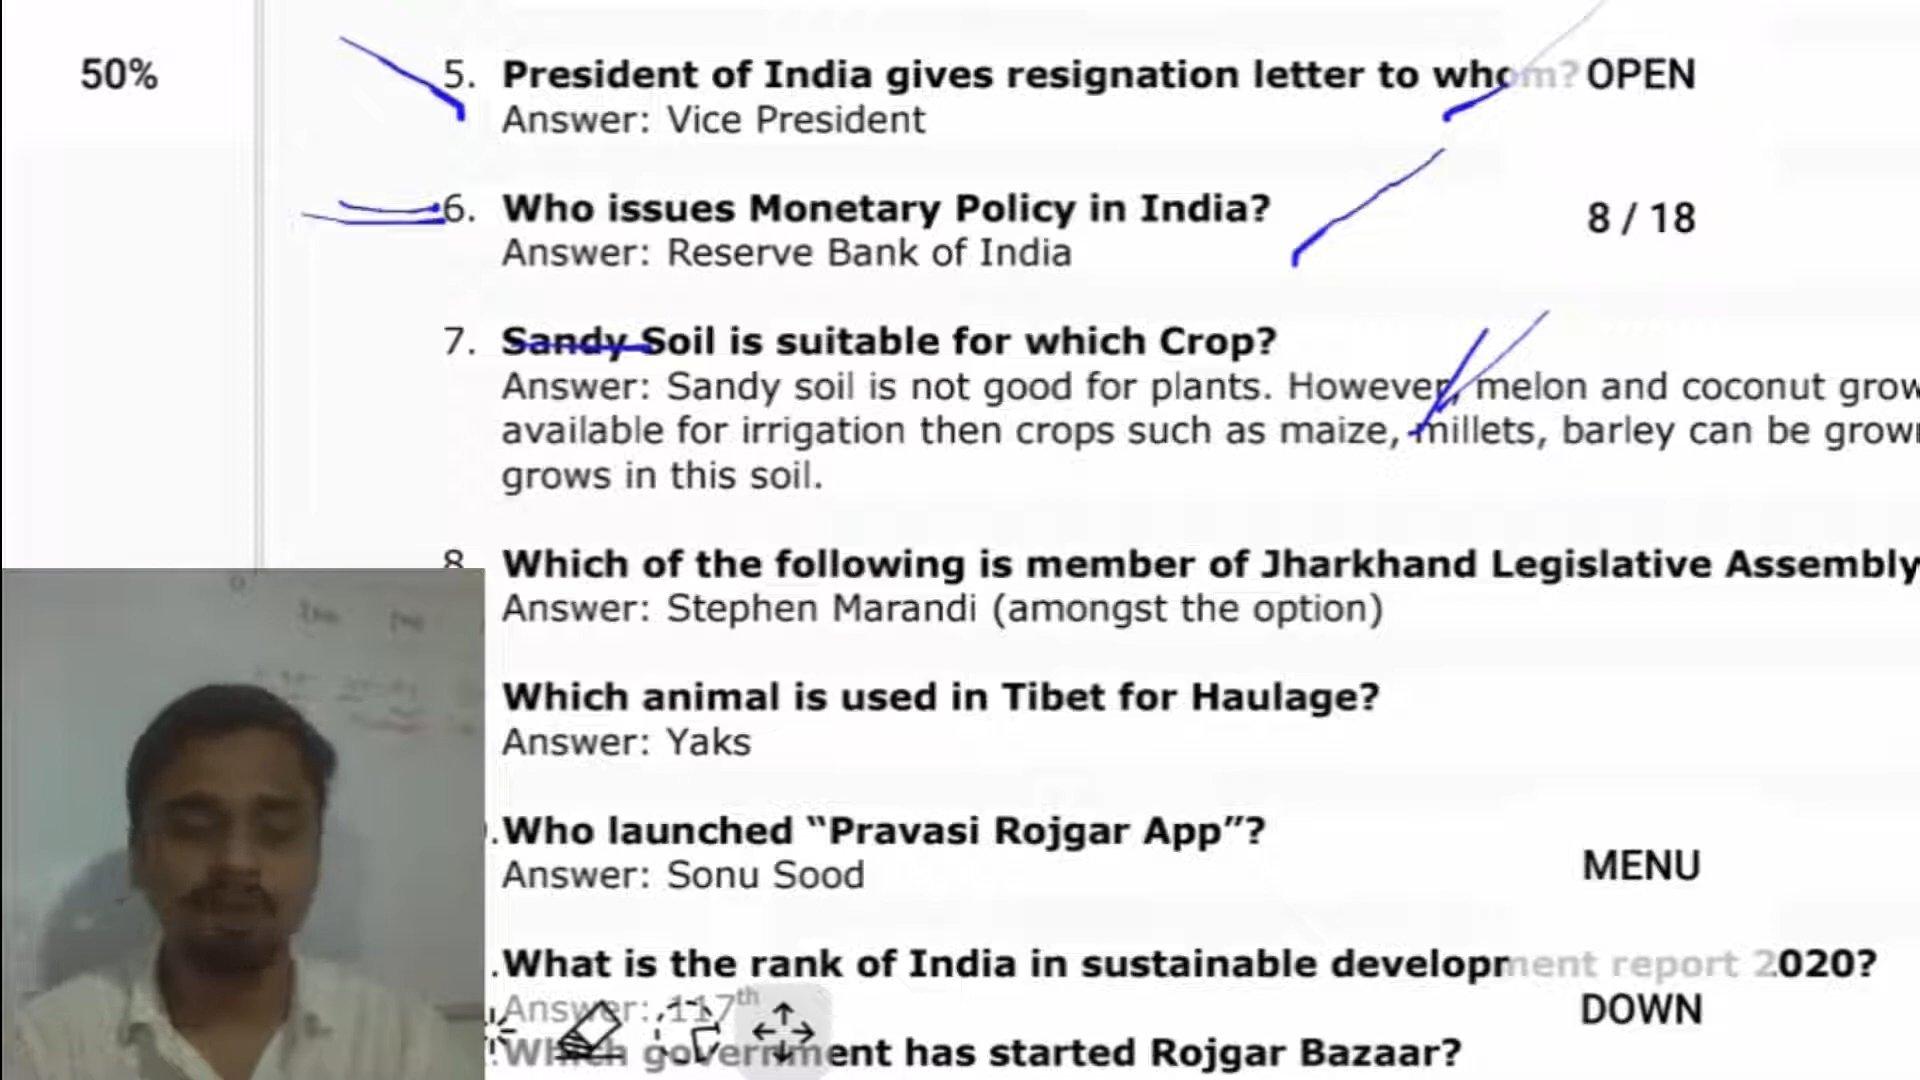 50%
5. President of India gives resignation letter to whom? OPEN
Answer: Vice President
6. Who issues Monetary Policy in India?
8 / 18
Answer: Reserve Bank of India
7. Sandy Soil is suitable for which Crop?
Answer: Sandy soil is not good for plants. However, melon and coconut grow
available for irrigation then crops such as maize, millets, barley can be grown
grows in this soil.
8. Which of the following is member of Jharkhand Legislative Assembly
Answer: Stephen Marandi (amongst the option)
Which animal is used in Tibet for Haulage?
Answer: Yaks
.Who launched “Pravasi Rojgar App”?
Answer: Sonu Sood
MENU
.What is the rank of India in sustainable development report 2020?
Answer: 117th
DOWN
Which government has started Rojgar Bazaar?